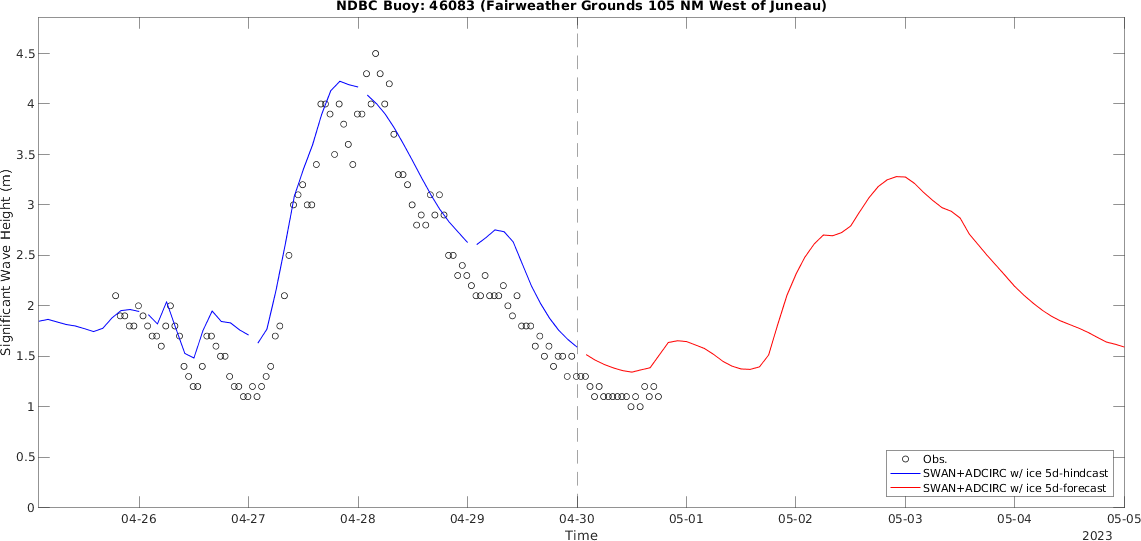 NDBC Buoy: 46083 (Fairweather Grounds 105 NM West of Juneau)
Significant Wave Height (m)
4.5
4
3.5
3
2.5
2
1.5
1
0.5
0
Obs.
SWAN+ADCIRC w/ ice 5d-hindcast
SWAN+ADCIRC w/ ice 5d-forecast
04-26 04-27 04-28 04-29 04-30 05-01 05-02 05-03 05-04 05-05
Time
2023